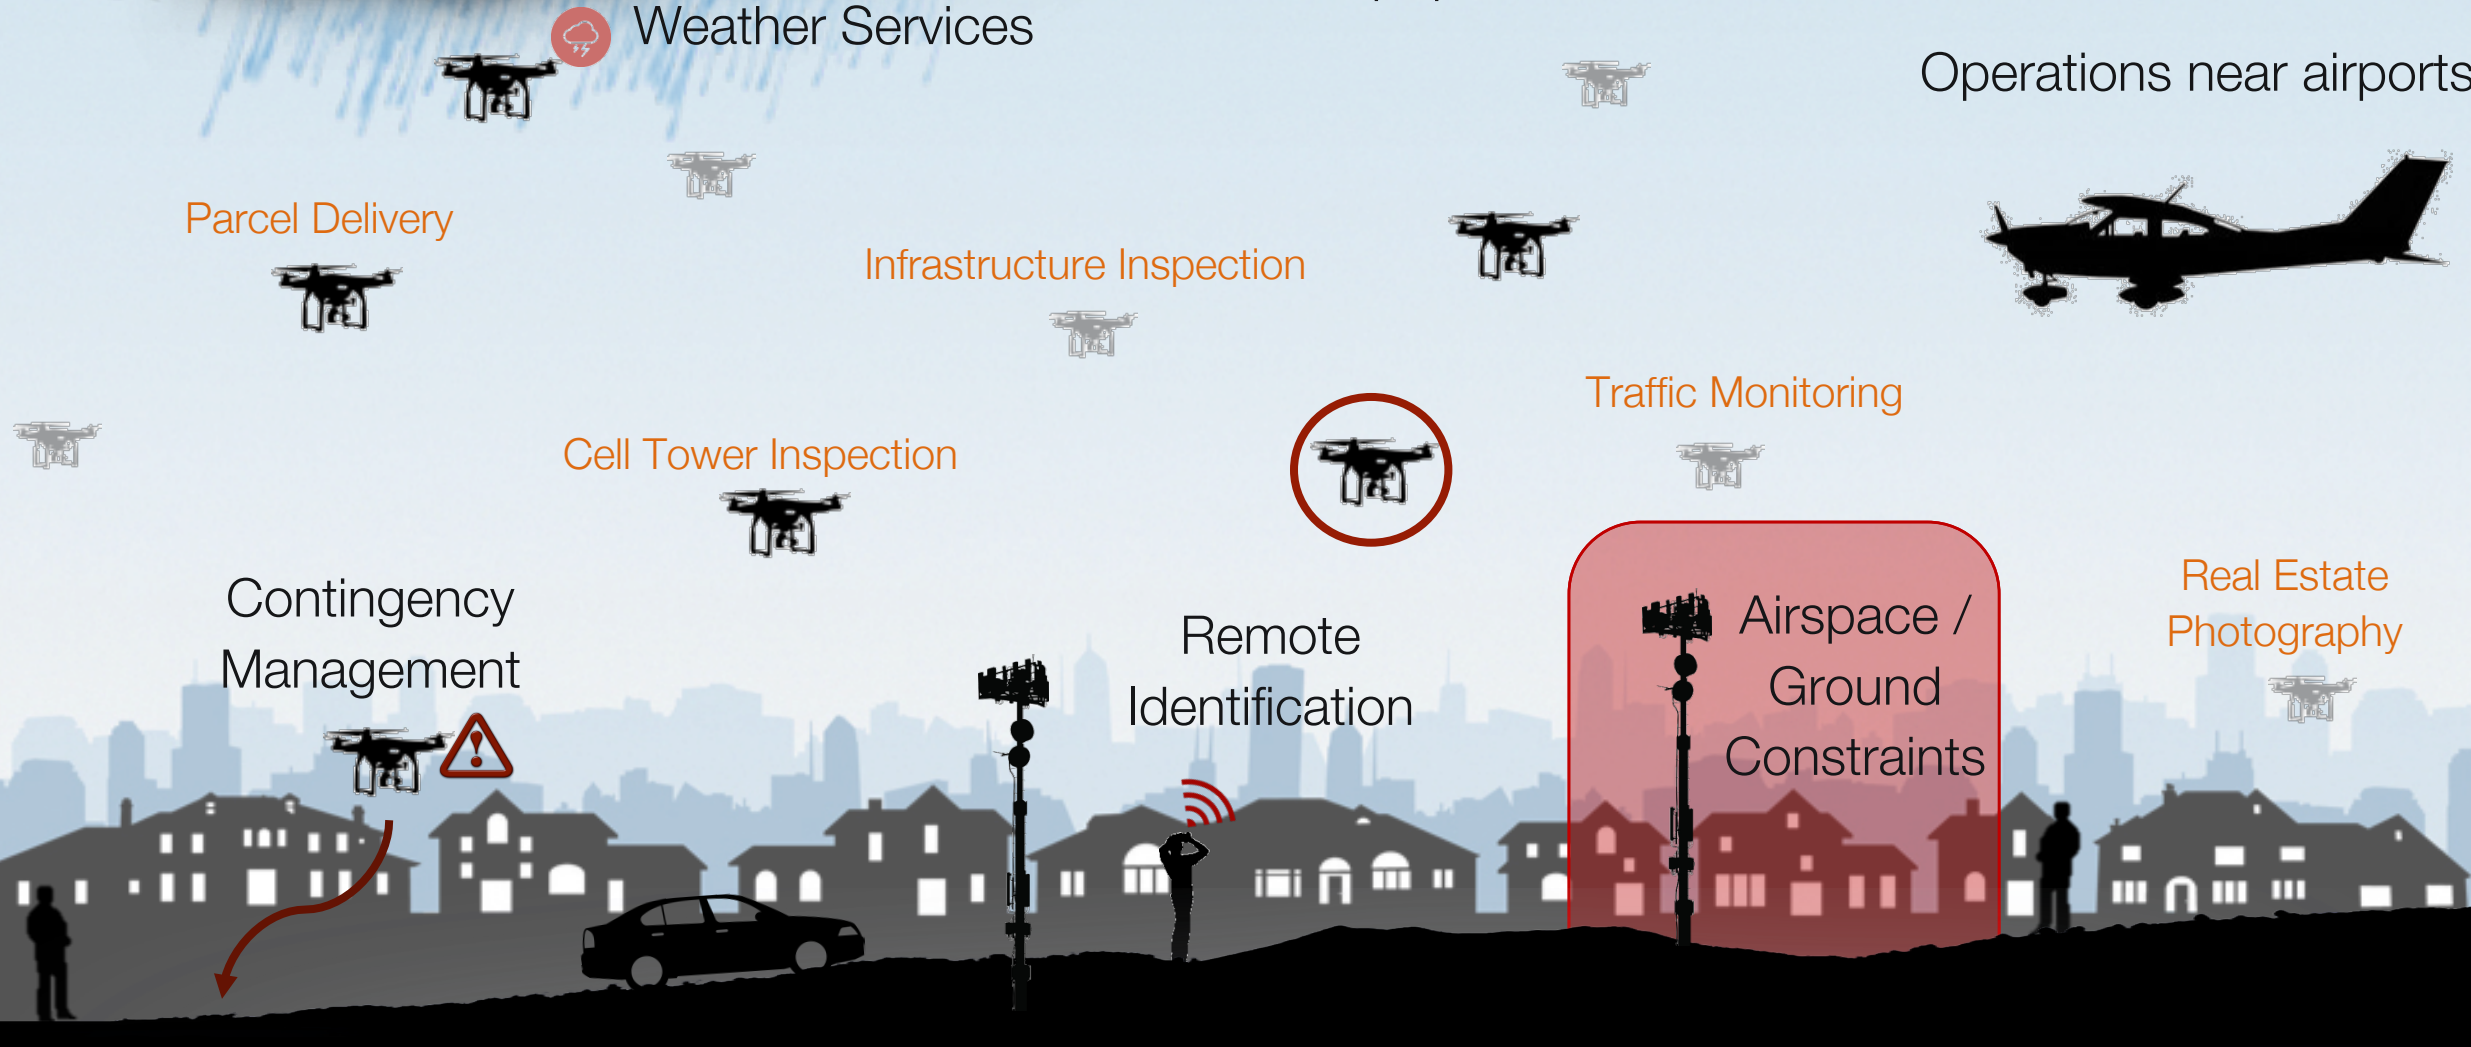 Weather Services
Operations near airports
Parcel Delivery
Infrastructure Inspection
Traffic Monitoring
Cell Tower Inspection
Contingency
Management
Remote
Identification
Airspace /
Ground
Constraints
Real Estate
Photography